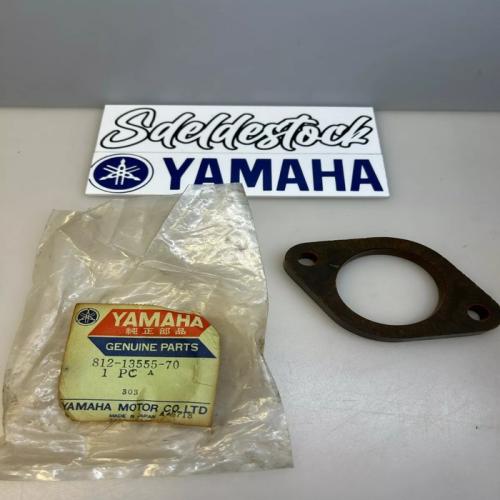 Sdeldestock
YAMAHA
YAMAHA
純正部品
GENUINE PARTS
812-13555-70
1 PC A
303
YAMAHA MOTOR CO.,LTD
MADE IN JAPAN